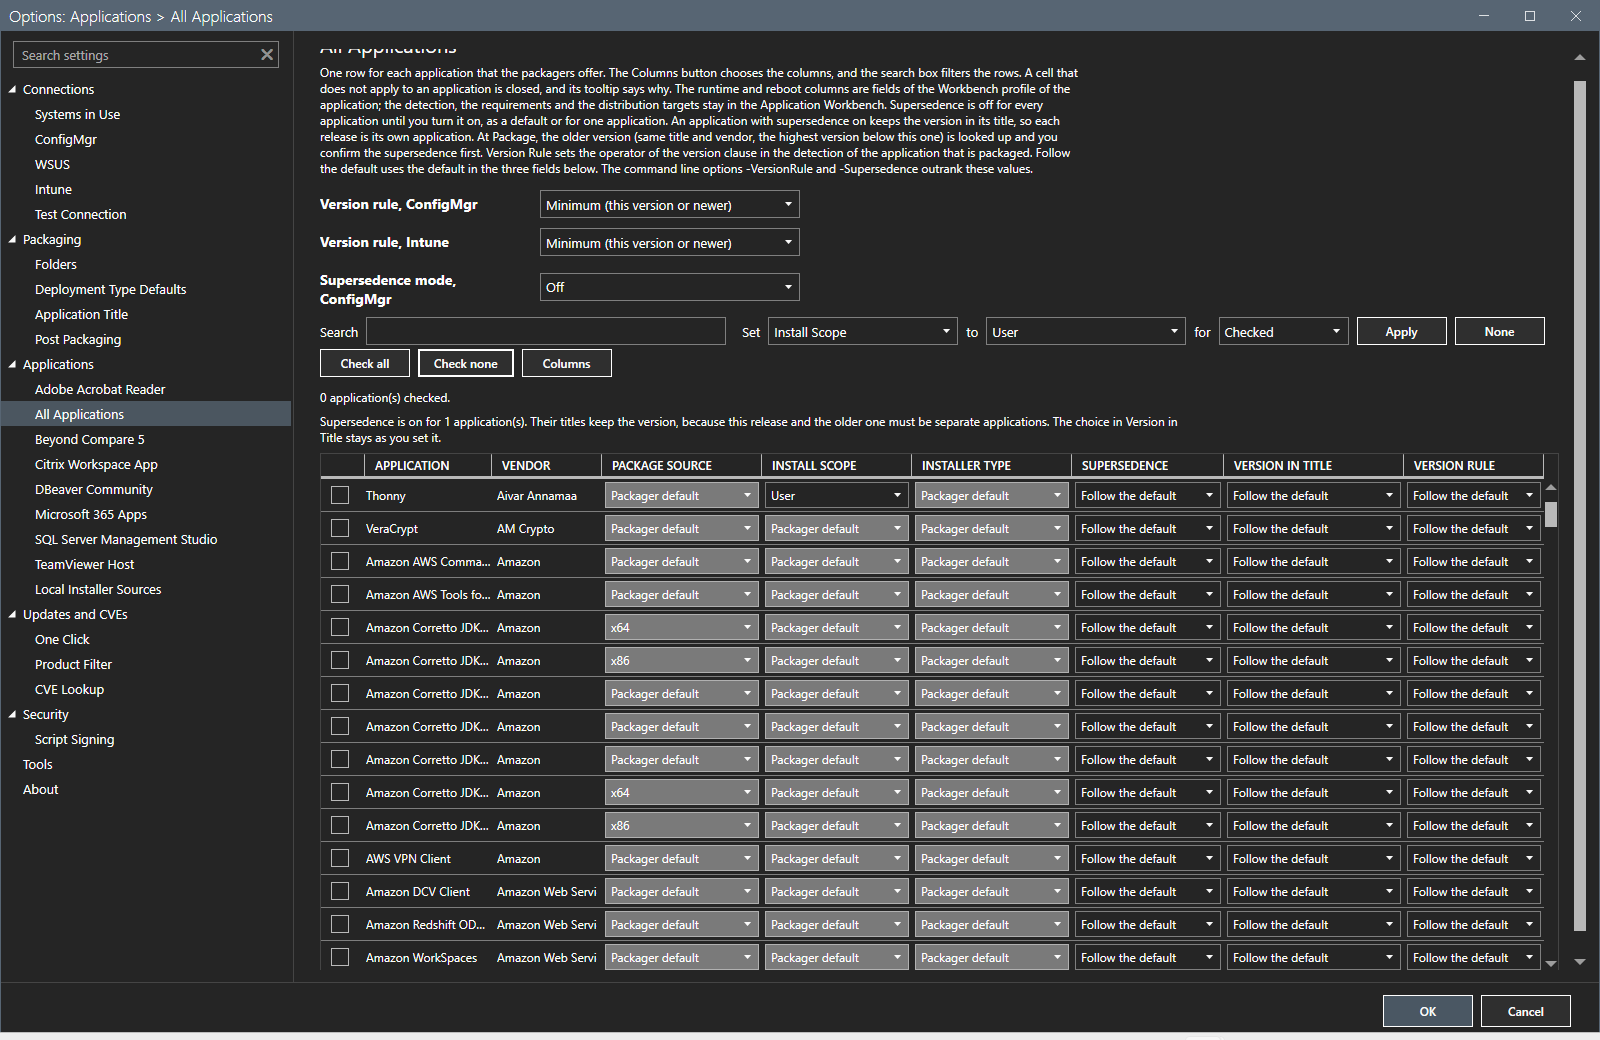 Options: Applications > All Applications
Search settings
Connections
Systems in Use
ConfigMgr
WSUS
Intune
Test Connection
Packaging
Folders
Deployment Type Defaults
Application Title
Post Packaging
Applications
Adobe Acrobat Reader
All Applications
Beyond Compare 5
Citrix Workspace App
DBeaver Community
Microsoft 365 Apps
SQL Server Management Studio
TeamViewer Host
Local Installer Sources
Updates and CVEs
One Click
Product Filter
CVE Lookup
Security
Script Signing
Tools
About
All Applications
One row for each application that the packagers offer. The Columns button chooses the columns, and the search box filters the rows. A cell that
does not apply to an application is closed, and its tooltip says why. The runtime and reboot columns are fields of the Workbench profile of the
application; the detection, the requirements and the distribution targets stay in the Application Workbench. Supersedence is off for every
application until you turn it on, as a default or for one application. An application with supersedence on keeps the version in its title, so each
release is its own application. At Package, the older version (same title and vendor, the highest version below this one) is looked up and you
confirm the supersedence first. Version Rule sets the operator of the version clause in the detection of the application that is packaged. Follow
the default uses the default in the three fields below. The command line options -VersionRule and -Supersedence outrank these values.
Version rule, ConfigMgr Minimum (this version or newer)
Version rule, Intune Minimum (this version or newer)
Supersedence mode,
ConfigMgr Off
Search Set Install Scope to User for Checked Apply None
Check all Check none Columns
0 application(s) checked.
Supersedence is on for 1 application(s). Their titles keep the version, because this release and the older one must be separate applications. The choice in Version in
Title stays as you set it.
APPLICATION VENDOR PACKAGE SOURCE INSTALL SCOPE INSTALLER TYPE SUPERSEDENCE VERSION IN TITLE VERSION RULE
Thonny Aivar Annamaa Packager default User Packager default Follow the default Follow the default Follow the default
VeraCrypt AM Crypto Packager default Packager default Packager default Follow the default Follow the default Follow the default
Amazon AWS Comma... Amazon Packager default Packager default Packager default Follow the default Follow the default Follow the default
Amazon AWS Tools fo... Amazon Packager default Packager default Packager default Follow the default Follow the default Follow the default
Amazon Corretto JDK... Amazon x64 Packager default Packager default Follow the default Follow the default Follow the default
Amazon Corretto JDK... Amazon x86 Packager default Packager default Follow the default Follow the default Follow the default
Amazon Corretto JDK... Amazon Packager default Packager default Packager default Follow the default Follow the default Follow the default
Amazon Corretto JDK... Amazon Packager default Packager default Packager default Follow the default Follow the default Follow the default
Amazon Corretto JDK... Amazon Packager default Packager default Packager default Follow the default Follow the default Follow the default
Amazon Corretto JDK... Amazon x64 Packager default Packager default Follow the default Follow the default Follow the default
Amazon Corretto JDK... Amazon x86 Packager default Packager default Follow the default Follow the default Follow the default
AWS VPN Client Amazon Packager default Packager default Packager default Follow the default Follow the default Follow the default
Amazon DCV Client Amazon Web Servi Packager default Packager default Packager default Follow the default Follow the default Follow the default
Amazon Redshift OD... Amazon Web Servi Packager default Packager default Packager default Follow the default Follow the default Follow the default
Amazon WorkSpaces Amazon Web Servi Packager default Packager default Packager default Follow the default Follow the default Follow the default
OK Cancel